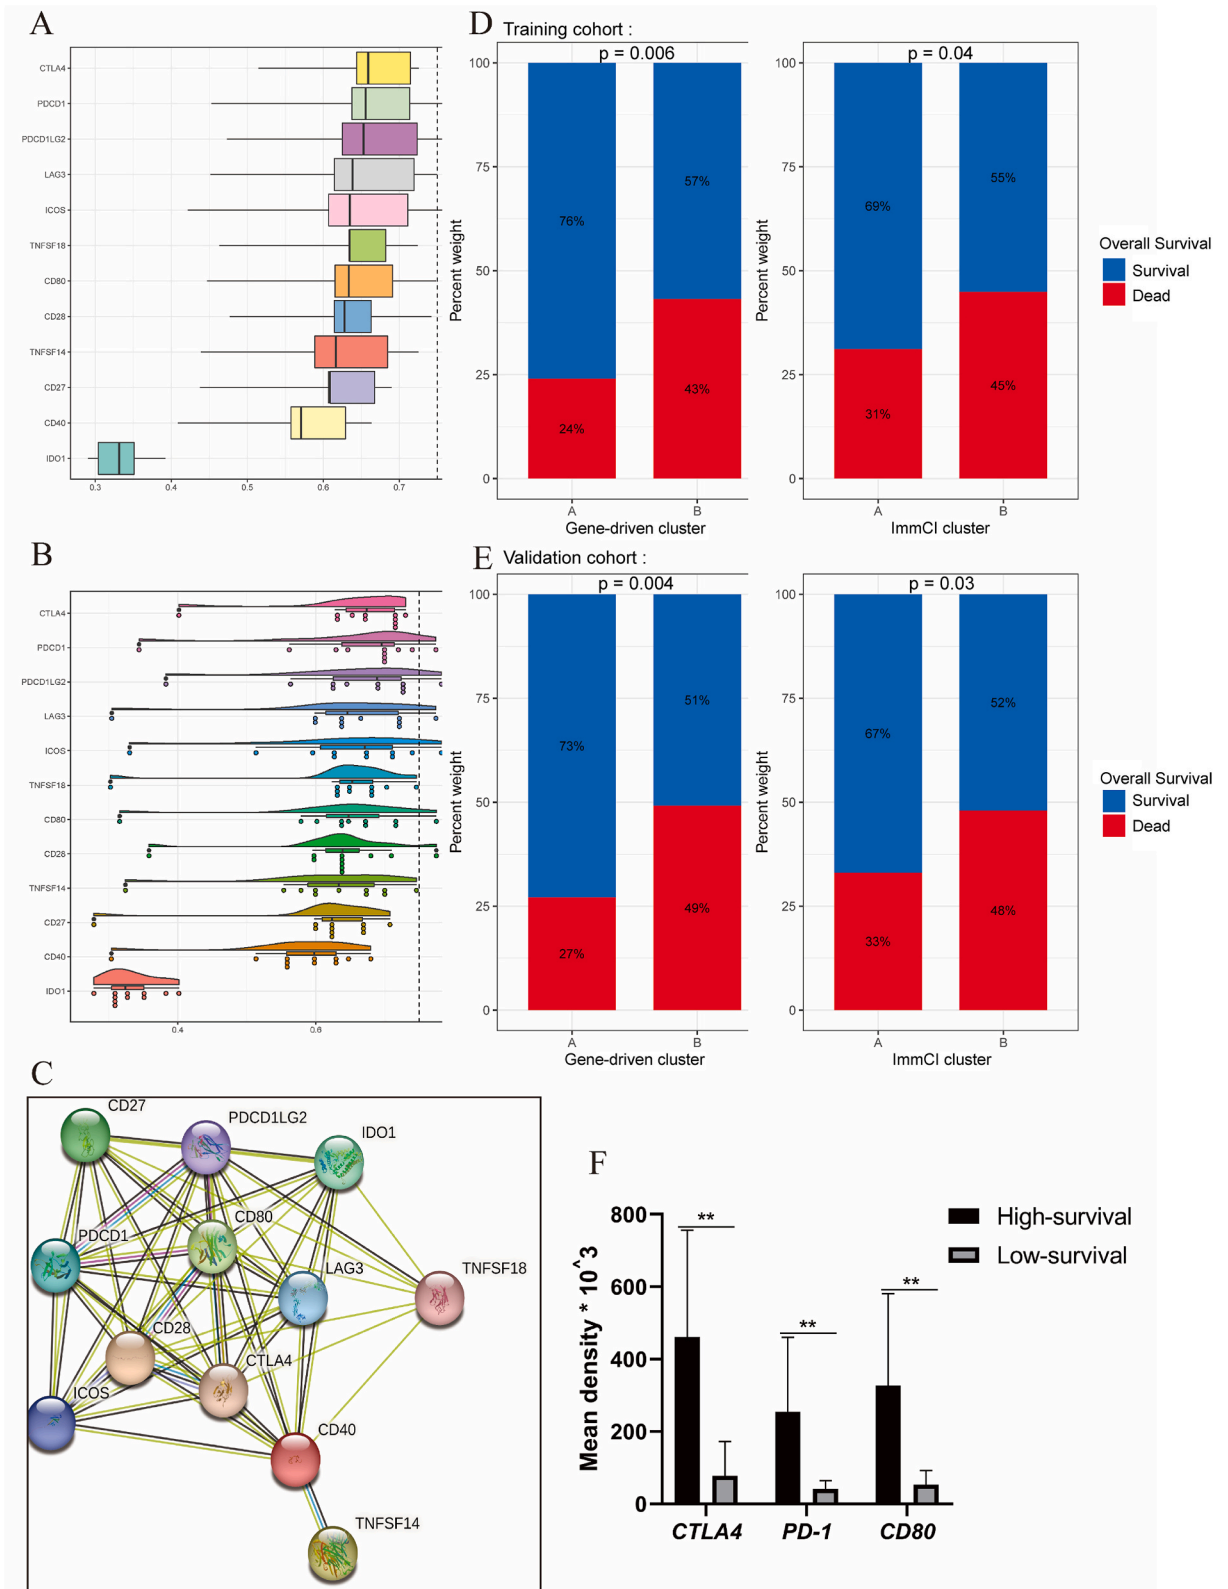 A
CTLA4
PDCD1
PDCD1LG2
LAG3
ICOS
TNFSF18
CD80
CD28
TNFSF14
CD27
CD40
IDO1
0.3 0.4 0.5 0.6 0.7
D Training cohort :
p = 0.006
p = 0.04
100
75
50
25
0
Percent weight
76%
24%
57%
43%
A B
Gene-driven cluster
100
75
50
25
0
Percent weight
69%
31%
55%
45%
A B
ImmCI cluster
Overall Survival
Survival
Dead
B
CTLA4
PDCD1
PDCD1LG2
LAG3
ICOS
TNFSF18
CD80
CD28
TNFSF14
CD27
CD40
IDO1
0.4 0.6
E Validation cohort :
p = 0.004
p = 0.03
100
75
50
25
0
Percent weight
73%
27%
51%
49%
A B
Gene-driven cluster
100
75
50
25
0
Percent weight
67%
33%
52%
48%
A B
ImmCI cluster
Overall Survival
Survival
Dead
C
CD27
PDCD1LG2
IDO1
CD80
PDCD1
LAG3
TNFSF18
CD28
CTLA4
ICOS
CD40
TNFSF14
F
800
600
400
200
0
Mean density * 10^3
**
**
**
High-survival
Low-survival
CTLA4 PD-1 CD80